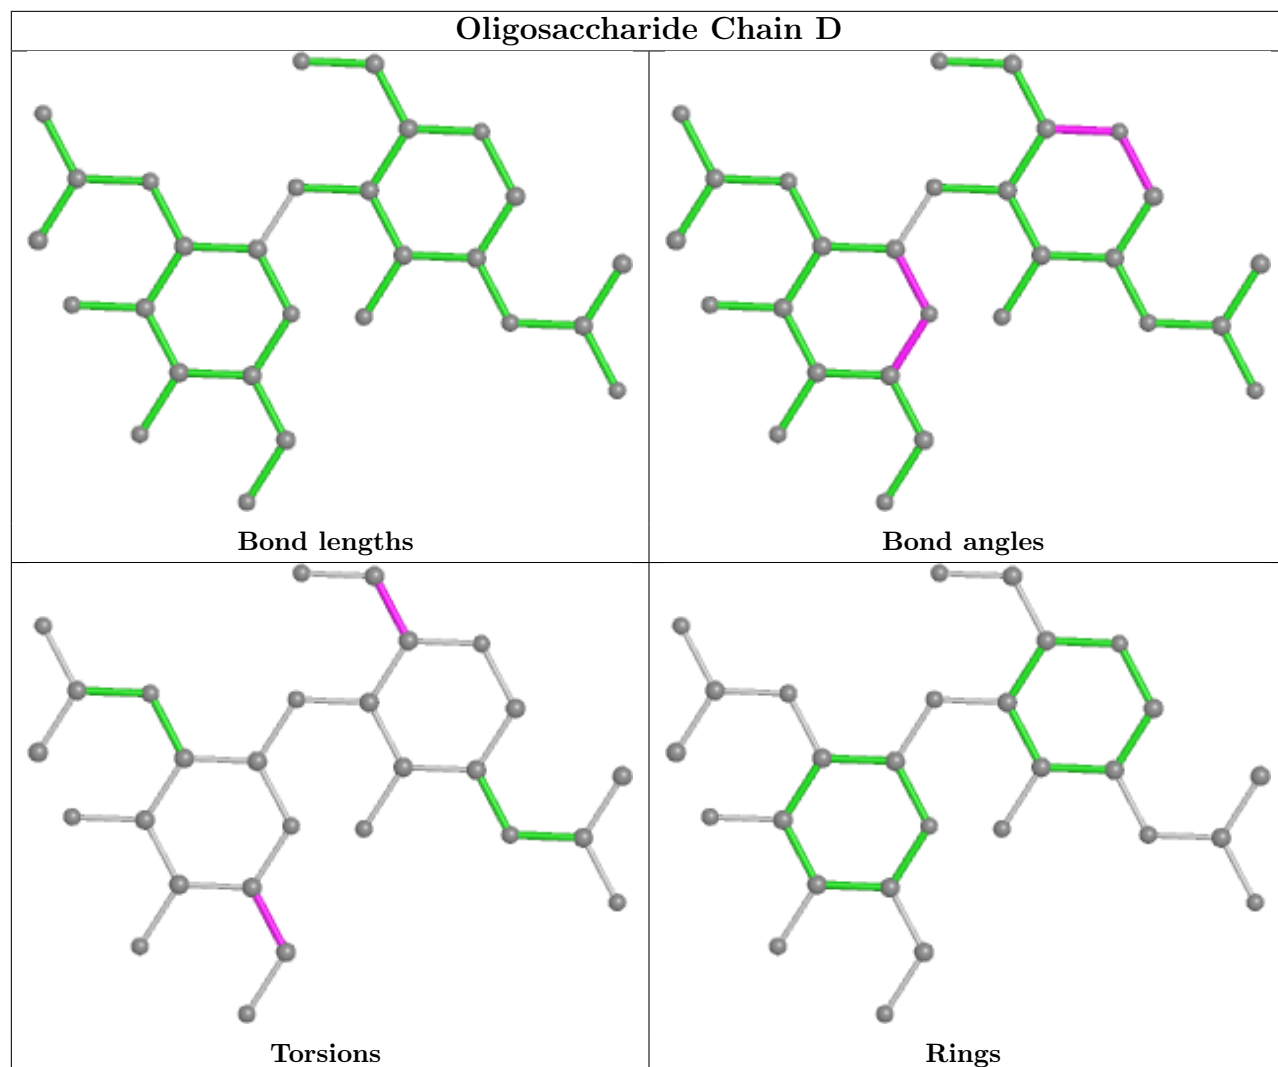 Oligosaccharide Chain D
Bond lengths
Bond angles
Torsions
Rings